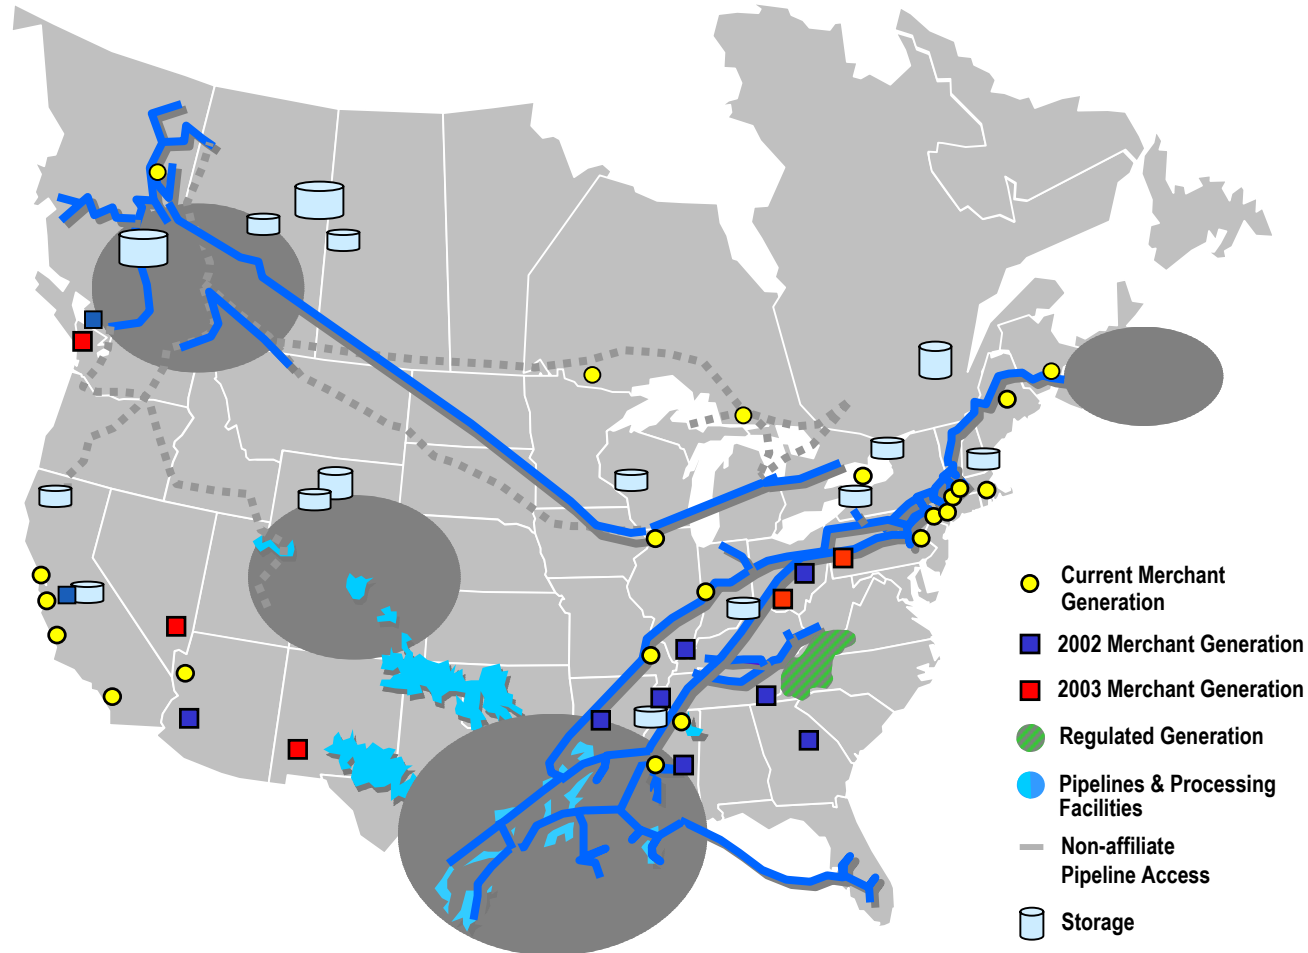 Current Merchant
Generation
2002 Merchant Generation
2003 Merchant Generation
Regulated Generation
Pipelines & Processing
Facilities
Non-affiliate
Pipeline Access
Storage